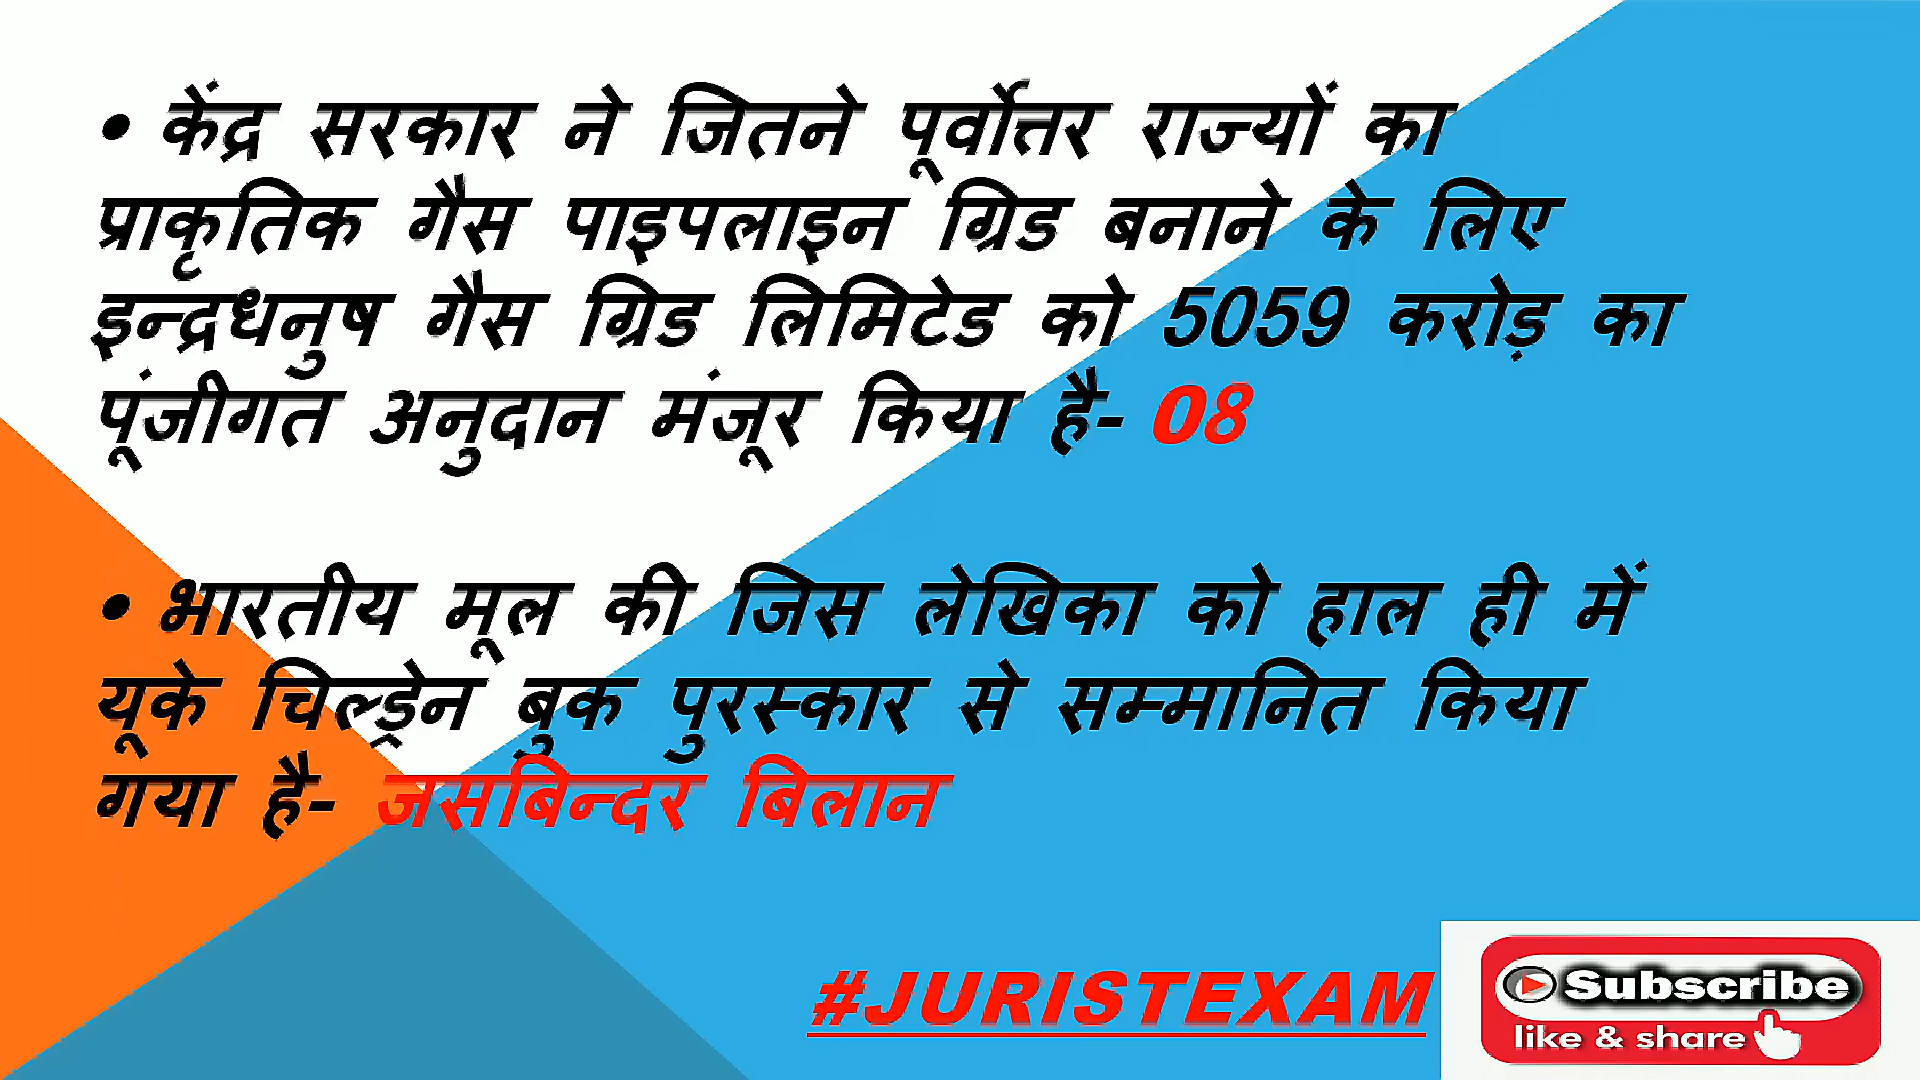 • केंद्र सरकार ने जितने पूर्वोत्तर राज्यों का
प्राकृतिक गैस पाइपलाइन ग्रिड बनाने के लिए
इन्द्रधनुष गैस ग्रिड लिमिटेड को 5059 करोड़ का
पूंजीगत अनुदान मंजूर किया है- 08
• भारतीय मूल की जिस लेखिका को हाल ही में
यूके चिल्ड्रेन बुक पुरस्कार से सम्मानित किया
गया है- जसबिन्दर बिलान
#JURISTEXAM
Subscribe
like & share